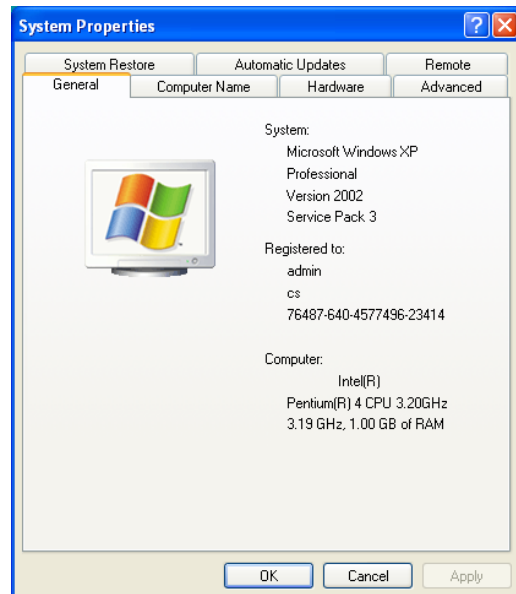 System Properties
System Restore
Automatic Updates
Remote
General
Computer Name
Hardware
Advanced
System:
Microsoft Windows XP
Professional
Version 2002
Service Pack 3
Registered to:
admin
cs
76487-640-4577496-23414
Computer:
Intel(R)
Pentium(R) 4 CPU 3.20GHz
3.19 GHz, 1.00 GB of RAM
OK
Cancel
Apply